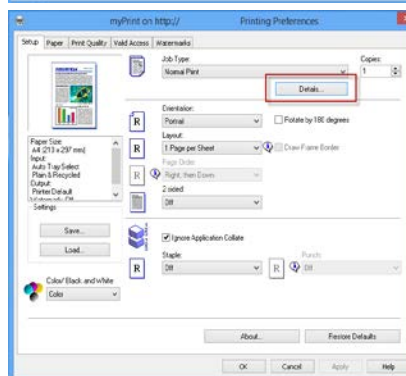 myPrint on http:// Printing Preferences
Setup Paper Print Quality Valid Access Watermarks
Job Type:
Normal Print
Copies:
1
Details...
Orientation:
Portrait
Rotate by 180 degrees
Layout:
1 Page per Sheet
Draw Frame Border
Page Order:
Right, then Down
2 sided:
Off
Paper Size:
A4 (210 x 297 mm)
Input:
Auto Tray Select
Plain & Recycled
Output:
Printer Default
Settings
Save...
Load...
Color/ Black and White
Color
Ignore Application Collate
Staple:
Off
Punch:
Off
R
R
R
R
R
About...
Restore Defaults
OK Cancel Apply Help